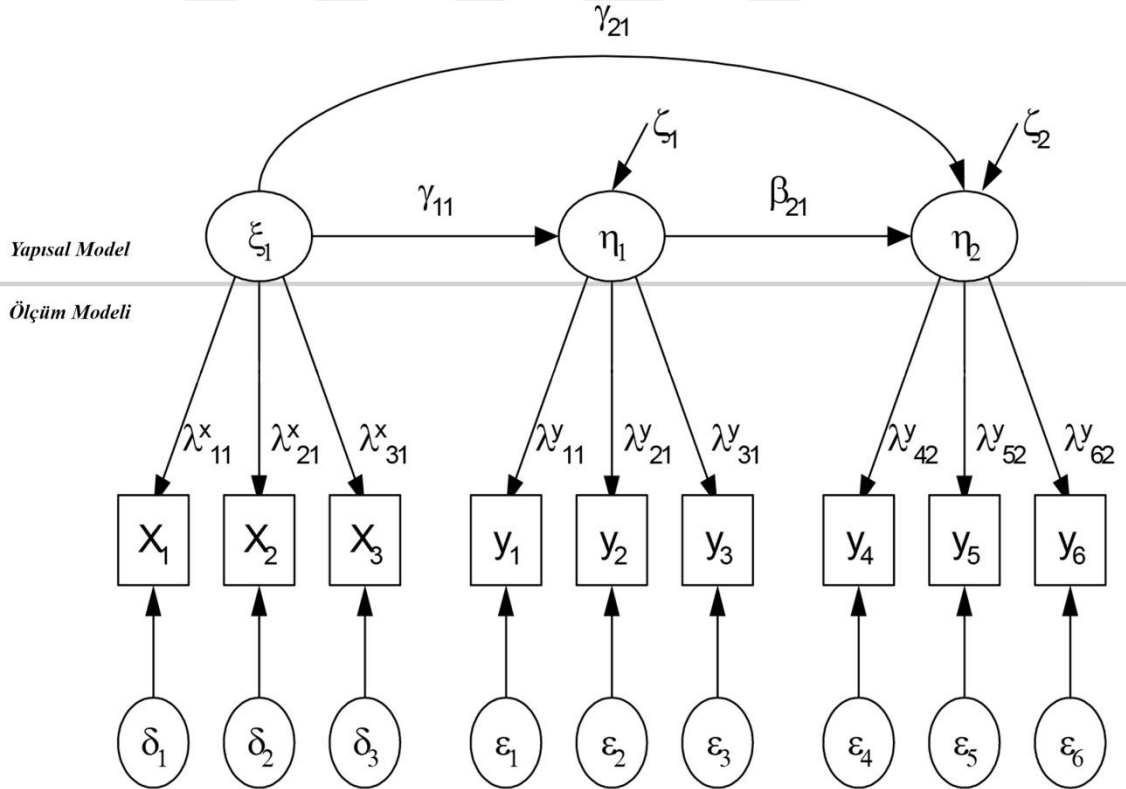 γ21
ζ1 ζ2
γ11 β21
ξ1 η1 η2
Yapısal Model
Ölçüm Modeli
λx11 λx21 λx31 λy11 λy21 λy31 λy42 λy52 λy62
X1 X2 X3 y1 y2 y3 y4 y5 y6
δ1 δ2 δ3 ε1 ε2 ε3 ε4 ε5 ε6